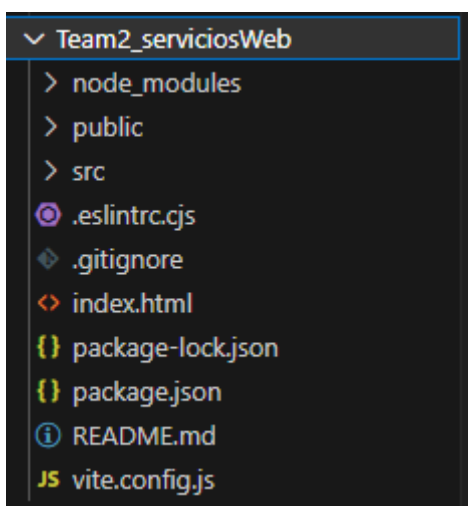 Team2_serviciosWeb
node_modules
public
src
.eslintrc.cjs
.gitignore
index.html
{} package-lock.json
{} package.json
README.md
JS vite.config.js